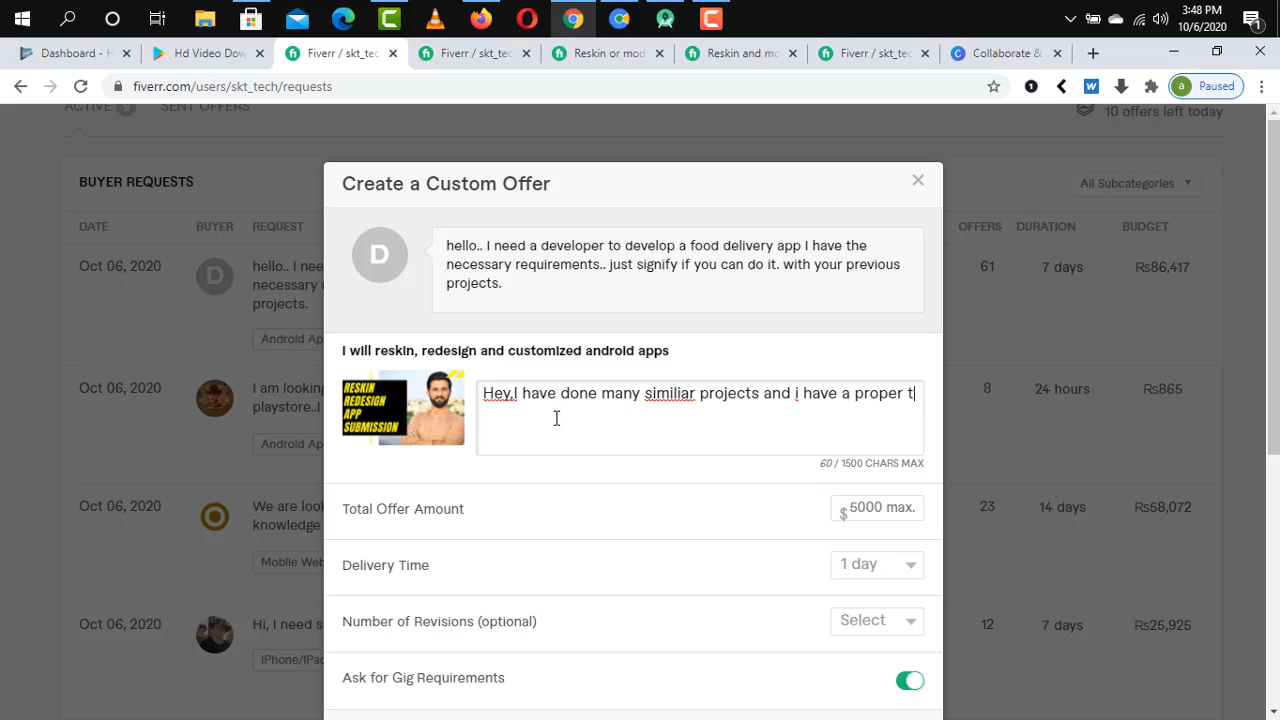 3:48 PM
10/6/2020
1
Dashboard - H
Hd Video Dow
Fiverr / skt_tech
Fiverr / skt_tec
Reskin or mod
Reskin and mo
Fiverr / skt_tec
Collaborate &
fiverr.com/users/skt_tech/requests
a Paused
ACTIVE SENT OFFERS
10 offers left today
BUYER REQUESTS
All Subcategories
DATE BUYER REQUEST OFFERS DURATION BUDGET
Oct 06, 2020 D hello.. I nee 61 7 days ₨86,417
necessary
projects.
Android Ap
Oct 06, 2020 I am looking 8 24 hours ₨865
playstore..I
Android Ap
Oct 06, 2020 We are look 23 14 days ₨58,072
knowledge
Mobile Web
Oct 06, 2020 Hi, I need s 12 7 days ₨25,925
iPhone/iPad
Create a Custom Offer
D
hello.. I need a developer to develop a food delivery app I have the
necessary requirements.. just signify if you can do it. with your previous
projects.
I will reskin, redesign and customized android apps
RESKIN
REDESIGN
APP
SUBMISSION
Hey,I have done many similiar projects and i have a proper t
60 / 1500 CHARS MAX
Total Offer Amount
$ 5000 max.
Delivery Time
1 day
Number of Revisions (optional)
Select
Ask for Gig Requirements